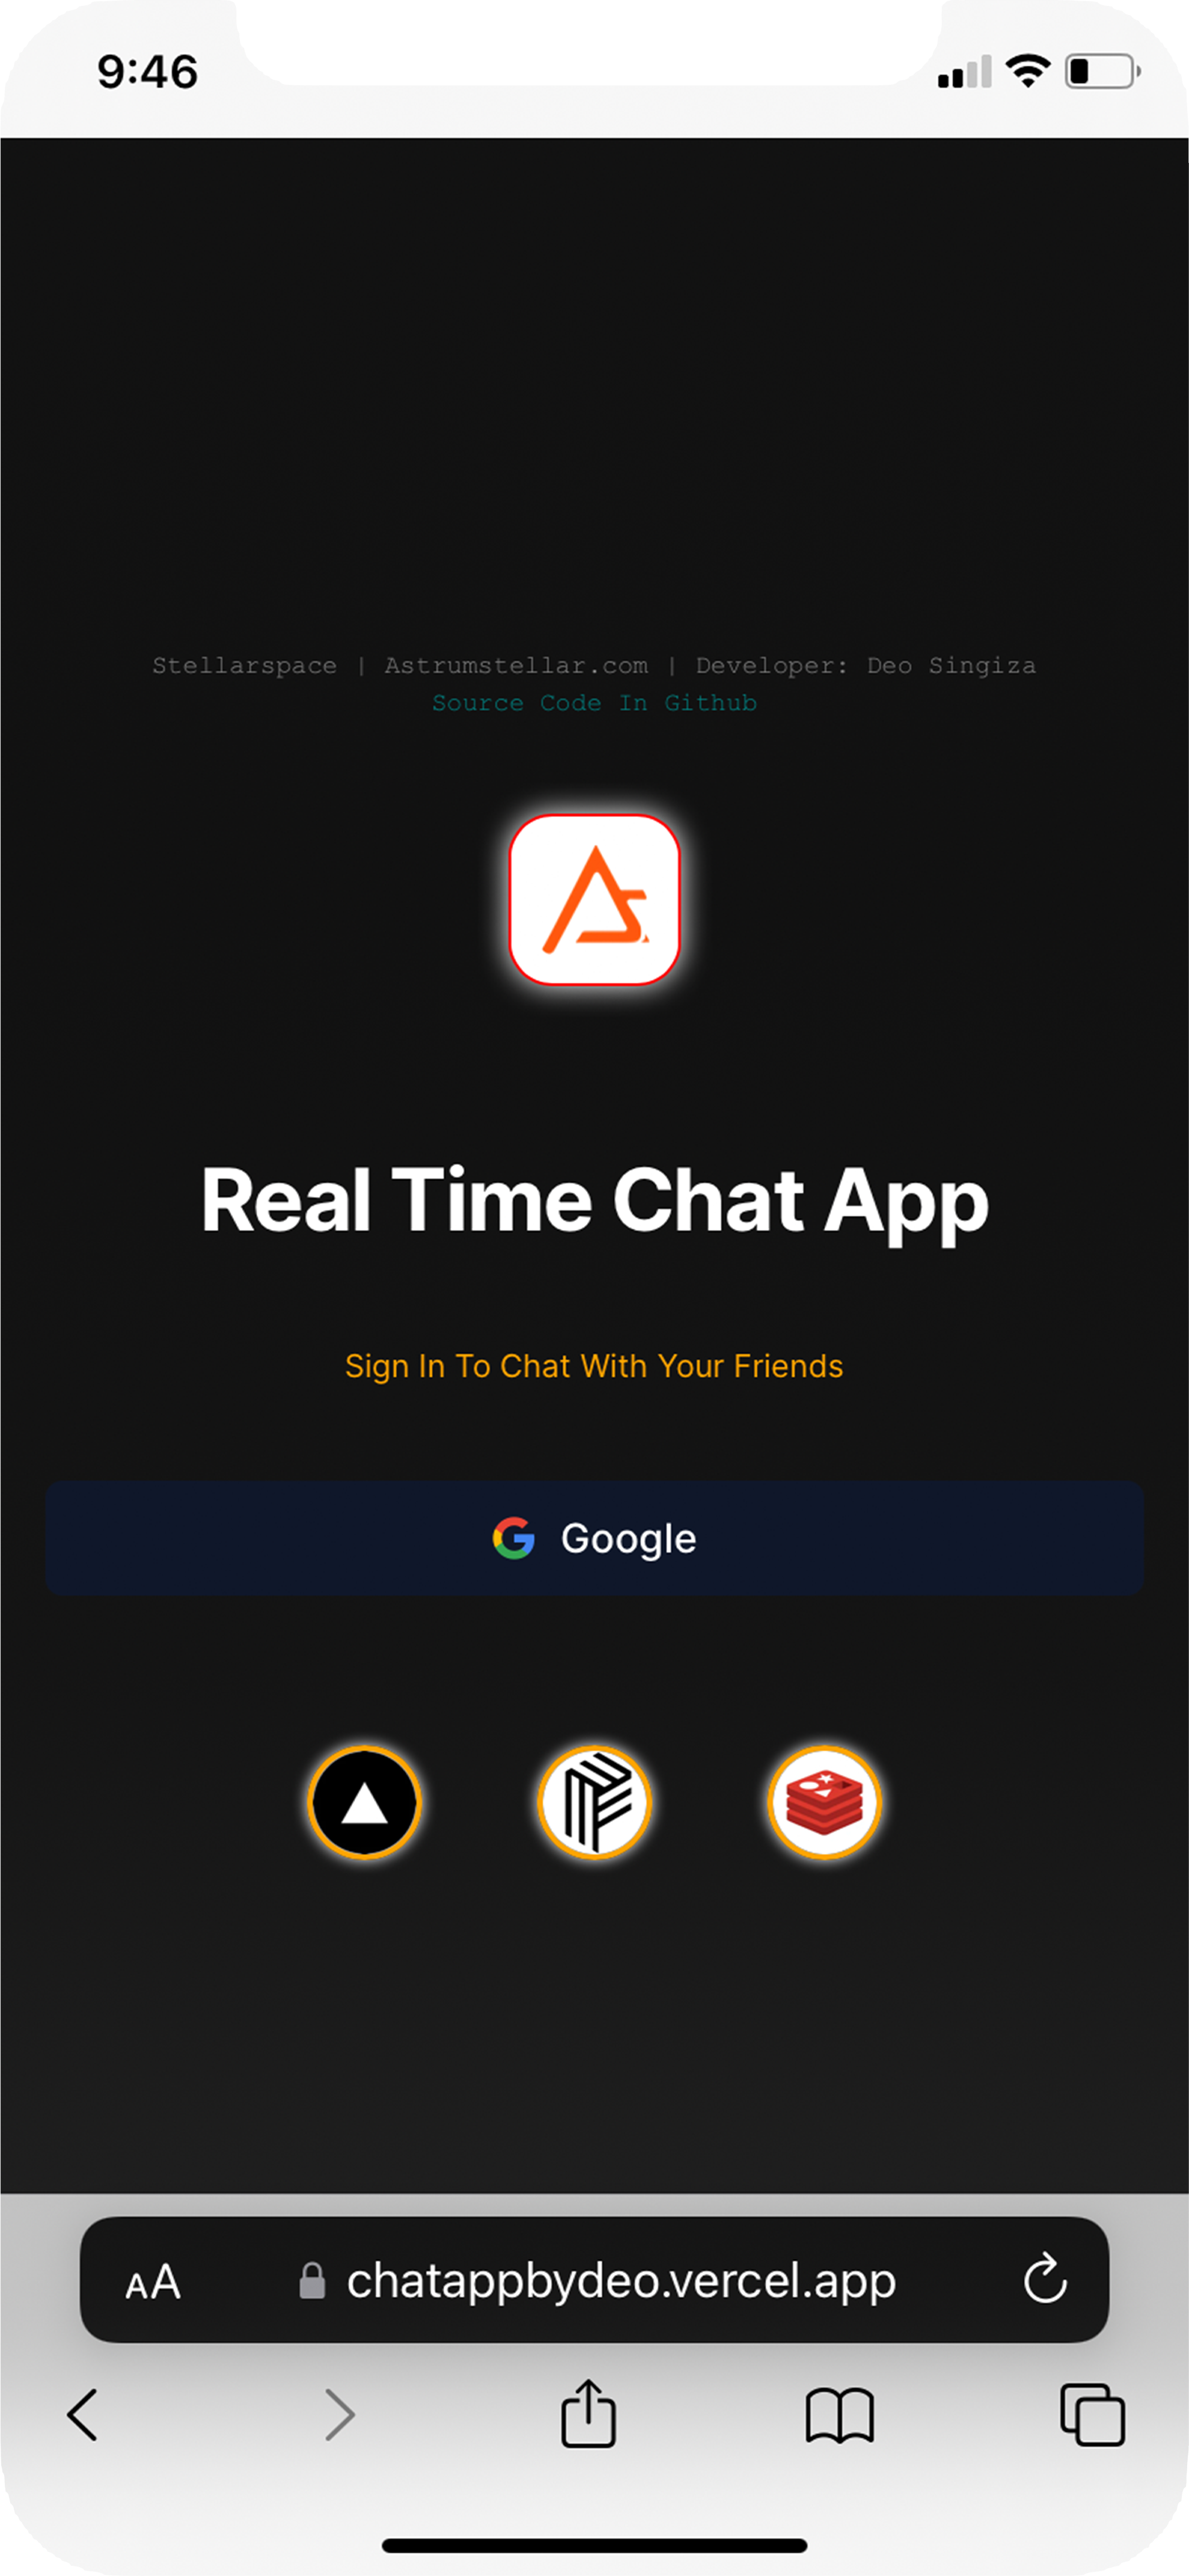 9:46
Stellarspace | Astrumstellar.com | Developer: Deo Singiza
Source Code In Github
Real Time Chat App
Sign In To Chat With Your Friends
Google
AA chatappbydeo.vercel.app